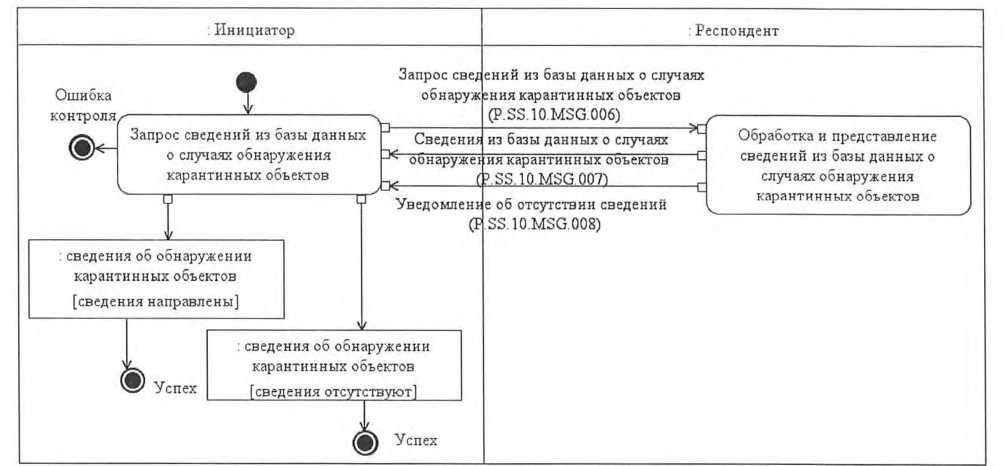 : Инициатор
: Респондент
Ошибка
контроля
Запрос сведений из базы данных
о случаях обнаружения
карантинных объектов
Запрос сведений из базы данных о случаях
обнаружения карантинных объектов
(P.SS.10.MSG.006)
Сведения из базы данных о случаях
обнаружения карантинных объектов
(P.SS.10.MSG.007)
Уведомление об отсутствии сведений
(P.SS.10.MSG.008)
Обработка и представление
сведений из базы данных о
случаях обнаружения
карантинных объектов
: сведения об обнаружении
карантинных объектов
[сведения направлены]
Успех
: сведения об обнаружении
карантинных объектов
[сведения отсутствуют]
Успех